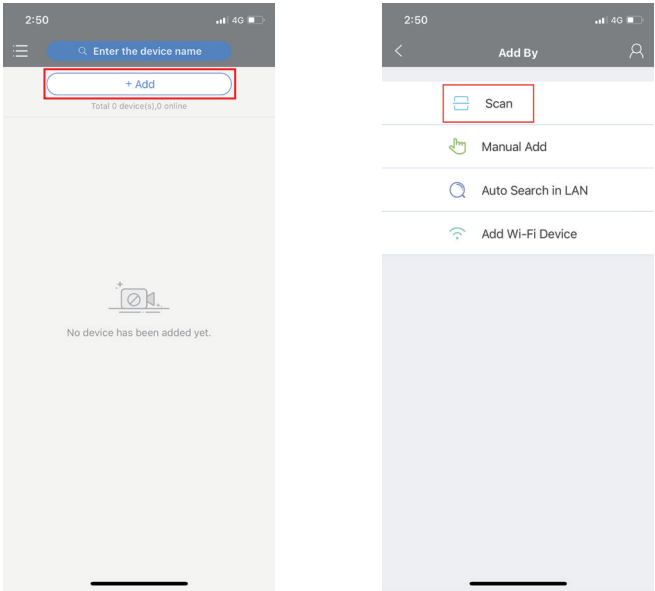 2:50
4G
Enter the device name
+ Add
Total 0 device(s),0 online
No device has been added yet.
2:50
4G
Add By
Scan
Manual Add
Auto Search in LAN
Add Wi-Fi Device